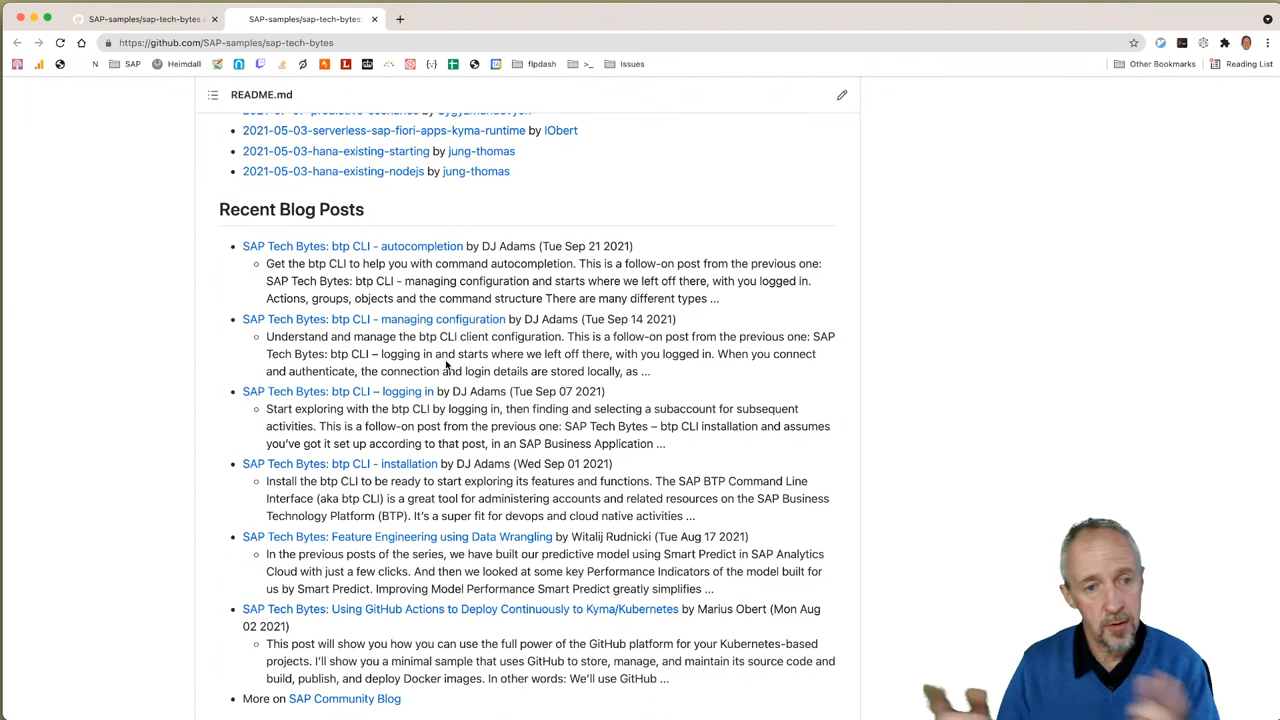 SAP-samples/sap-tech-bytes
SAP-samples/sap-tech-bytes:
https://github.com/SAP-samples/sap-tech-bytes
N
SAP
Heimdall
flpdash
>_
Issues
Other Bookmarks
Reading List
README.md
2021-05-03-serverless-sap-fiori-apps-kyma-runtime by IObert
2021-05-03-hana-existing-starting by jung-thomas
2021-05-03-hana-existing-nodejs by jung-thomas
Recent Blog Posts
SAP Tech Bytes: btp CLI - autocompletion by DJ Adams (Tue Sep 21 2021)
Get the btp CLI to help you with command autocompletion. This is a follow-on post from the previous one:
SAP Tech Bytes: btp CLI - managing configuration and starts where we left off there, with you logged in.
Actions, groups, objects and the command structure There are many different types ...
SAP Tech Bytes: btp CLI - managing configuration by DJ Adams (Tue Sep 14 2021)
Understand and manage the btp CLI client configuration. This is a follow-on post from the previous one: SAP
Tech Bytes: btp CLI – logging in and starts where we left off there, with you logged in. When you connect
and authenticate, the connection and login details are stored locally, as ...
SAP Tech Bytes: btp CLI – logging in by DJ Adams (Tue Sep 07 2021)
Start exploring with the btp CLI by logging in, then finding and selecting a subaccount for subsequent
activities. This is a follow-on post from the previous one: SAP Tech Bytes – btp CLI installation and assumes
you've got it set up according to that post, in an SAP Business Application ...
SAP Tech Bytes: btp CLI - installation by DJ Adams (Wed Sep 01 2021)
Install the btp CLI to be ready to start exploring its features and functions. The SAP BTP Command Line
Interface (aka btp CLI) is a great tool for administering accounts and related resources on the SAP Business
Technology Platform (BTP). It's a super fit for devops and cloud native activities ...
SAP Tech Bytes: Feature Engineering using Data Wrangling by Witalij Rudnicki (Tue Aug 17 2021)
In the previous posts of the series, we have built our predictive model using Smart Predict in SAP Analytics
Cloud with just a few clicks. And then we looked at some key Performance Indicators of the model built for
us by Smart Predict. Improving Model Performance Smart Predict greatly simplifies ...
SAP Tech Bytes: Using GitHub Actions to Deploy Continuously to Kyma/Kubernetes by Marius Obert (Mon Aug
02 2021)
This post will show you how you can use the full power of the GitHub platform for your Kubernetes-based
projects. I'll show you a minimal sample that uses GitHub to store, manage, and maintain its source code and
build, publish, and deploy Docker images. In other words: We'll use GitHub ...
More on SAP Community Blog